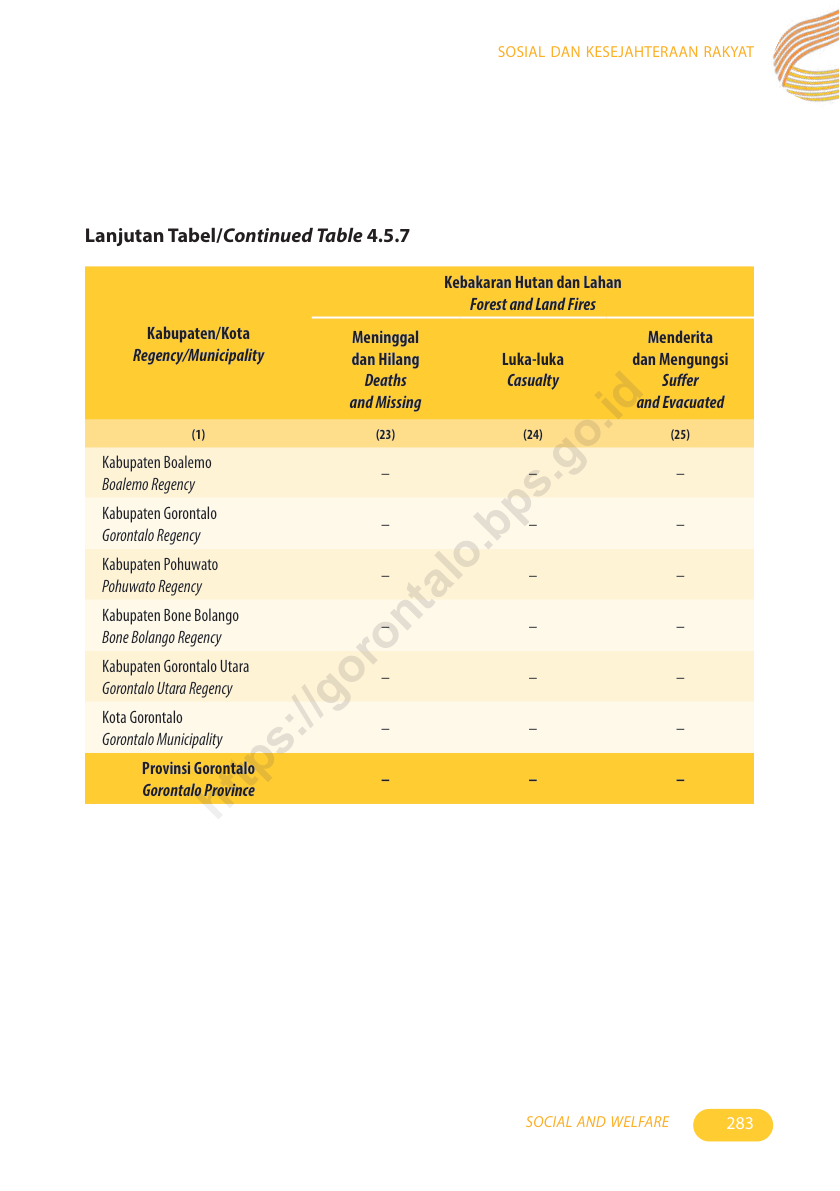 SOSIAL DAN KESEJAHTERAAN RAKYAT
Lanjutan Tabel/Continued Table 4.5.7
Kabupaten/Kota
Regency/Municipality
Kebakaran Hutan dan Lahan
Forest and Land Fires
Meninggal
dan Hilang
Deaths
and Missing
Luka-luka
Casualty
Menderita
dan Mengungsi
Suffer
and Evacuated
(1) (23) (24) (25)
Kabupaten Boalemo
Boalemo Regency
– – –
Kabupaten Gorontalo
Gorontalo Regency
– – –
Kabupaten Pohuwato
Pohuwato Regency
– – –
Kabupaten Bone Bolango
Bone Bolango Regency
– – –
Kabupaten Gorontalo Utara
Gorontalo Utara Regency
– – –
Kota Gorontalo
Gorontalo Municipality
– – –
Provinsi Gorontalo
Gorontalo Province
– – –
https://gorontalo.bps.go.id
SOCIAL AND WELFARE 283